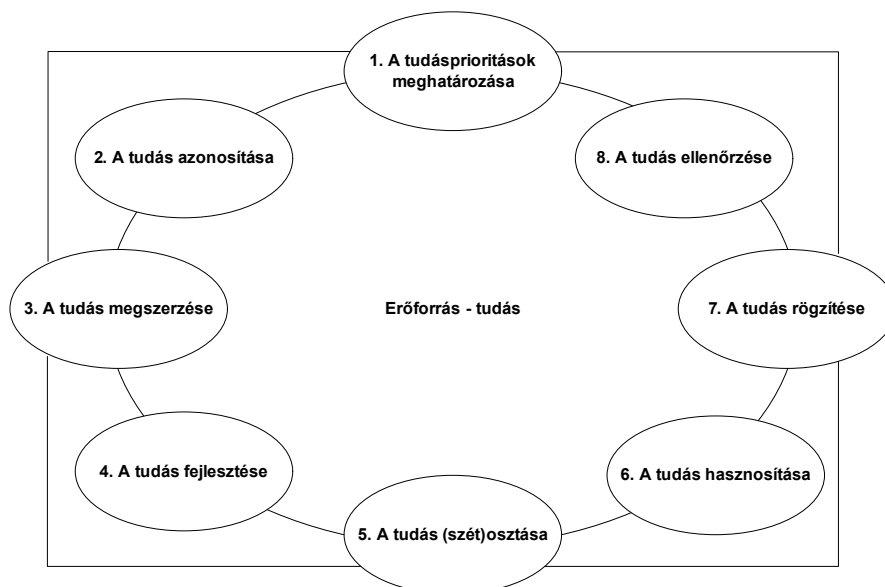 1. A tudásprioritások
meghatározása
2. A tudás azonosítása
8. A tudás ellenőrzése
3. A tudás megszerzése
Erőforrás - tudás
7. A tudás rögzítése
4. A tudás fejlesztése
6. A tudás hasznosítása
5. A tudás (szét)osztása